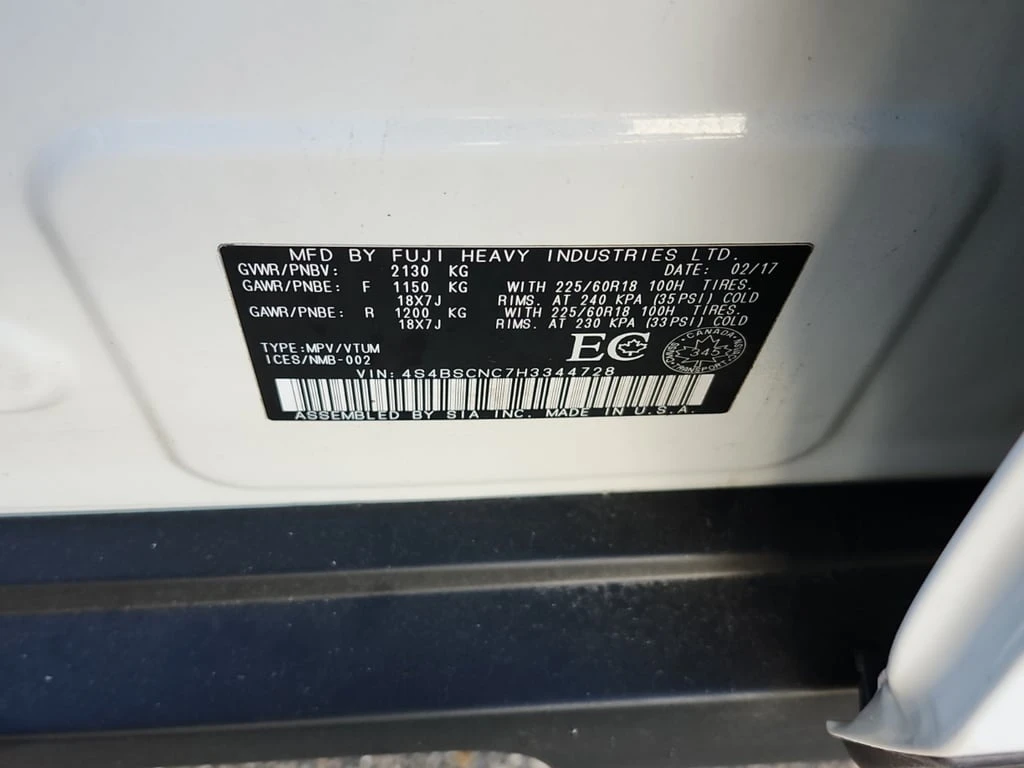 MFD BY FUJI HEAVY INDUSTRIES LTD.
GVWR/PNBV: 2130 KG DATE: 02/17
GAWR/PNBE: F 1150 KG WITH 225/60R18 100H TIRES.
18X7J RIMS. AT 240 KPA (35PSI) COLD
GAWR/PNBE: R 1200 KG WITH 225/60R18 100H TIRES.
18X7J RIMS. AT 230 KPA (33PSI) COLD
TYPE:MPV/VTUM
ICES/NMB-002
EC
CANADA
345
TRANSPORT
VIN:4S4BSCNC7H3344728
ASSEMBLED BY SIA INC. MADE IN U.S.A.